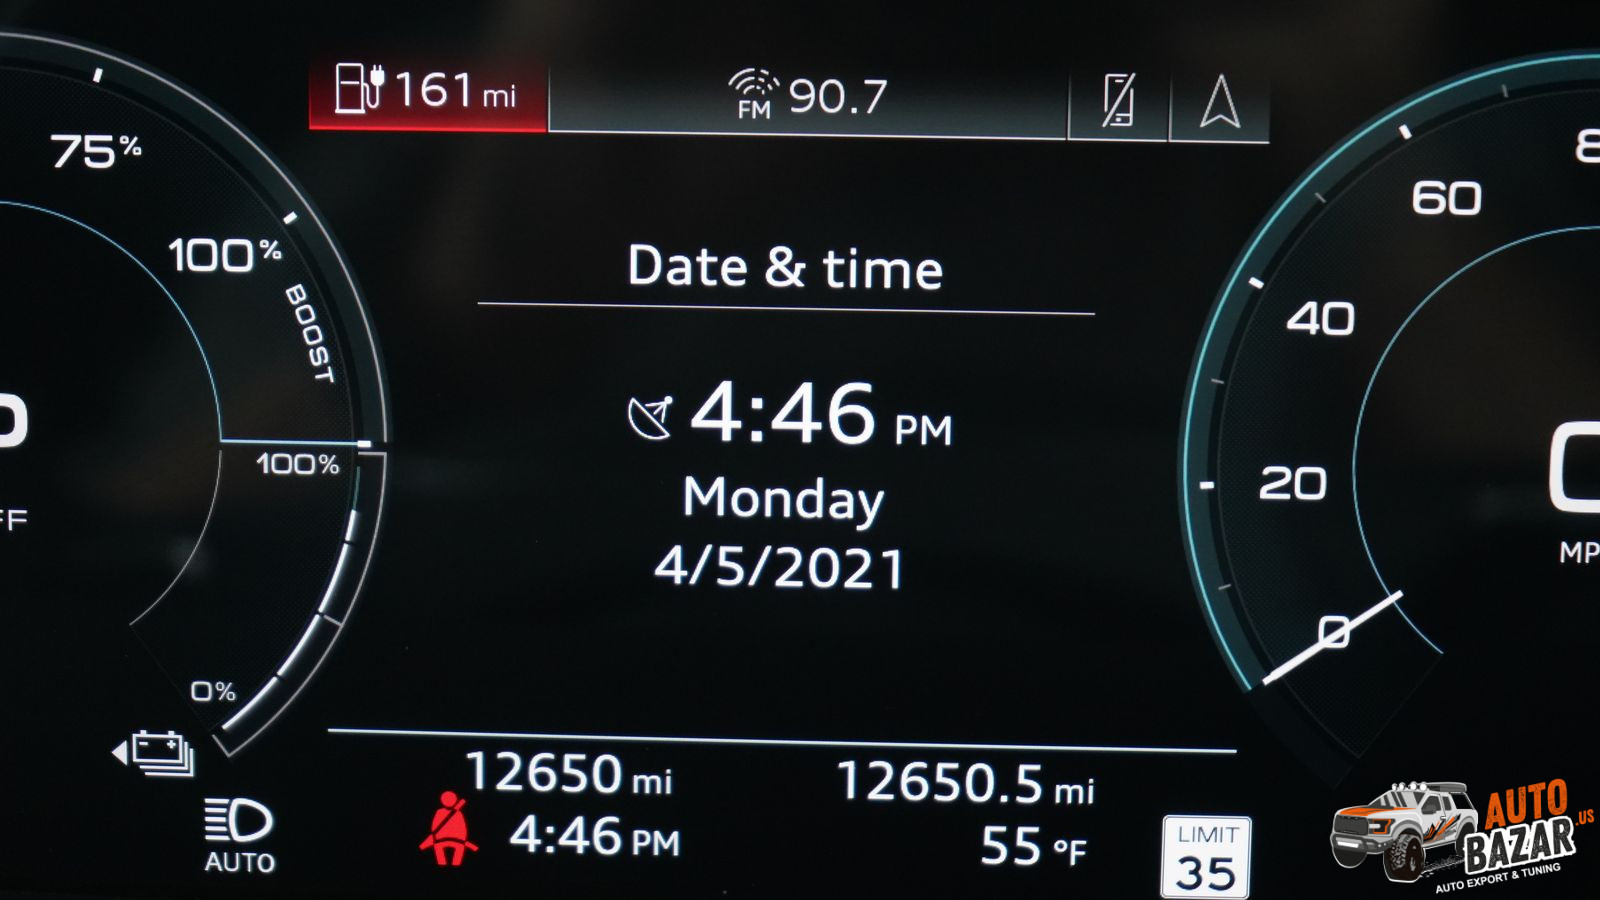 161 mi
FM 90.7
75%
100%
BOOST
100%
0%
AUTO
Date & time
4:46 PM
Monday
4/5/2021
12650 mi
4:46 PM
12650.5 mi
55 °F
LIMIT
35
60
40
20
0
AUTO
BAZAR.us
AUTO EXPORT & TUNING